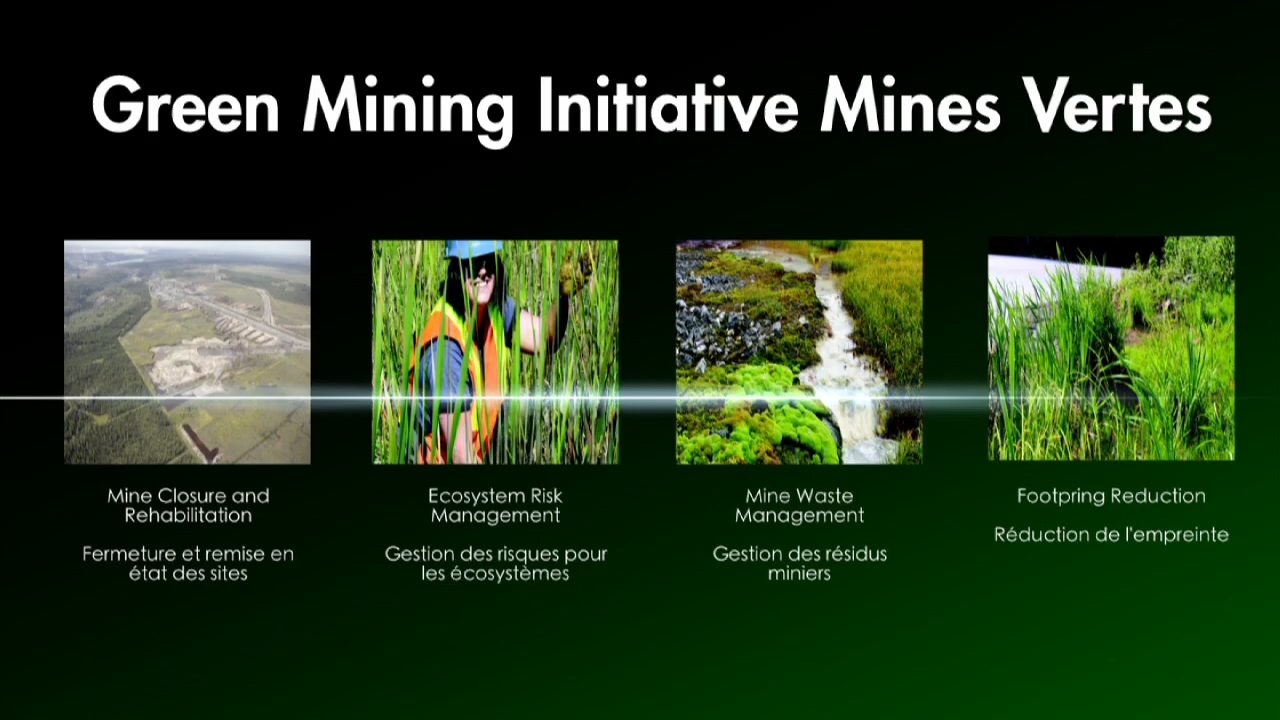 Green Mining Initiative Mines Vertes
Mine Closure and
Rehabilitation
Fermeture et remise en
état des sites
Ecosystem Risk
Management
Gestion des risques pour
les écosystèmes
Mine Waste
Management
Gestion des résidus
miniers
Footpring Reduction
Réduction de l'empreinte